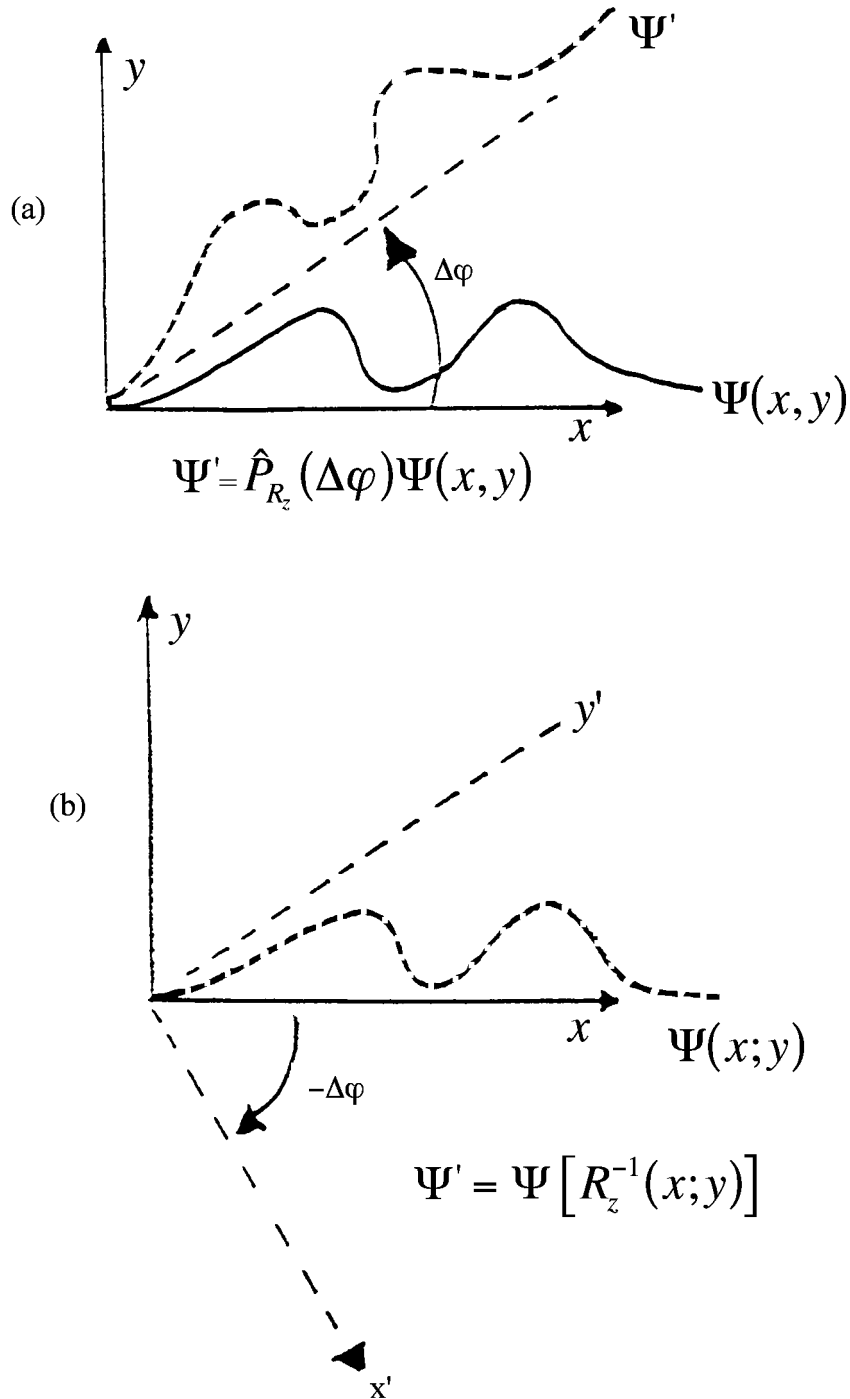 Ψ'
y
(a)
Δφ
Ψ(x, y)
x
Ψ'= P̂_{R_z}(Δφ)Ψ(x, y)
y
y'
(b)
x
Ψ(x; y)
−Δφ
Ψ' = Ψ[R_z^{−1}(x; y)]
x'